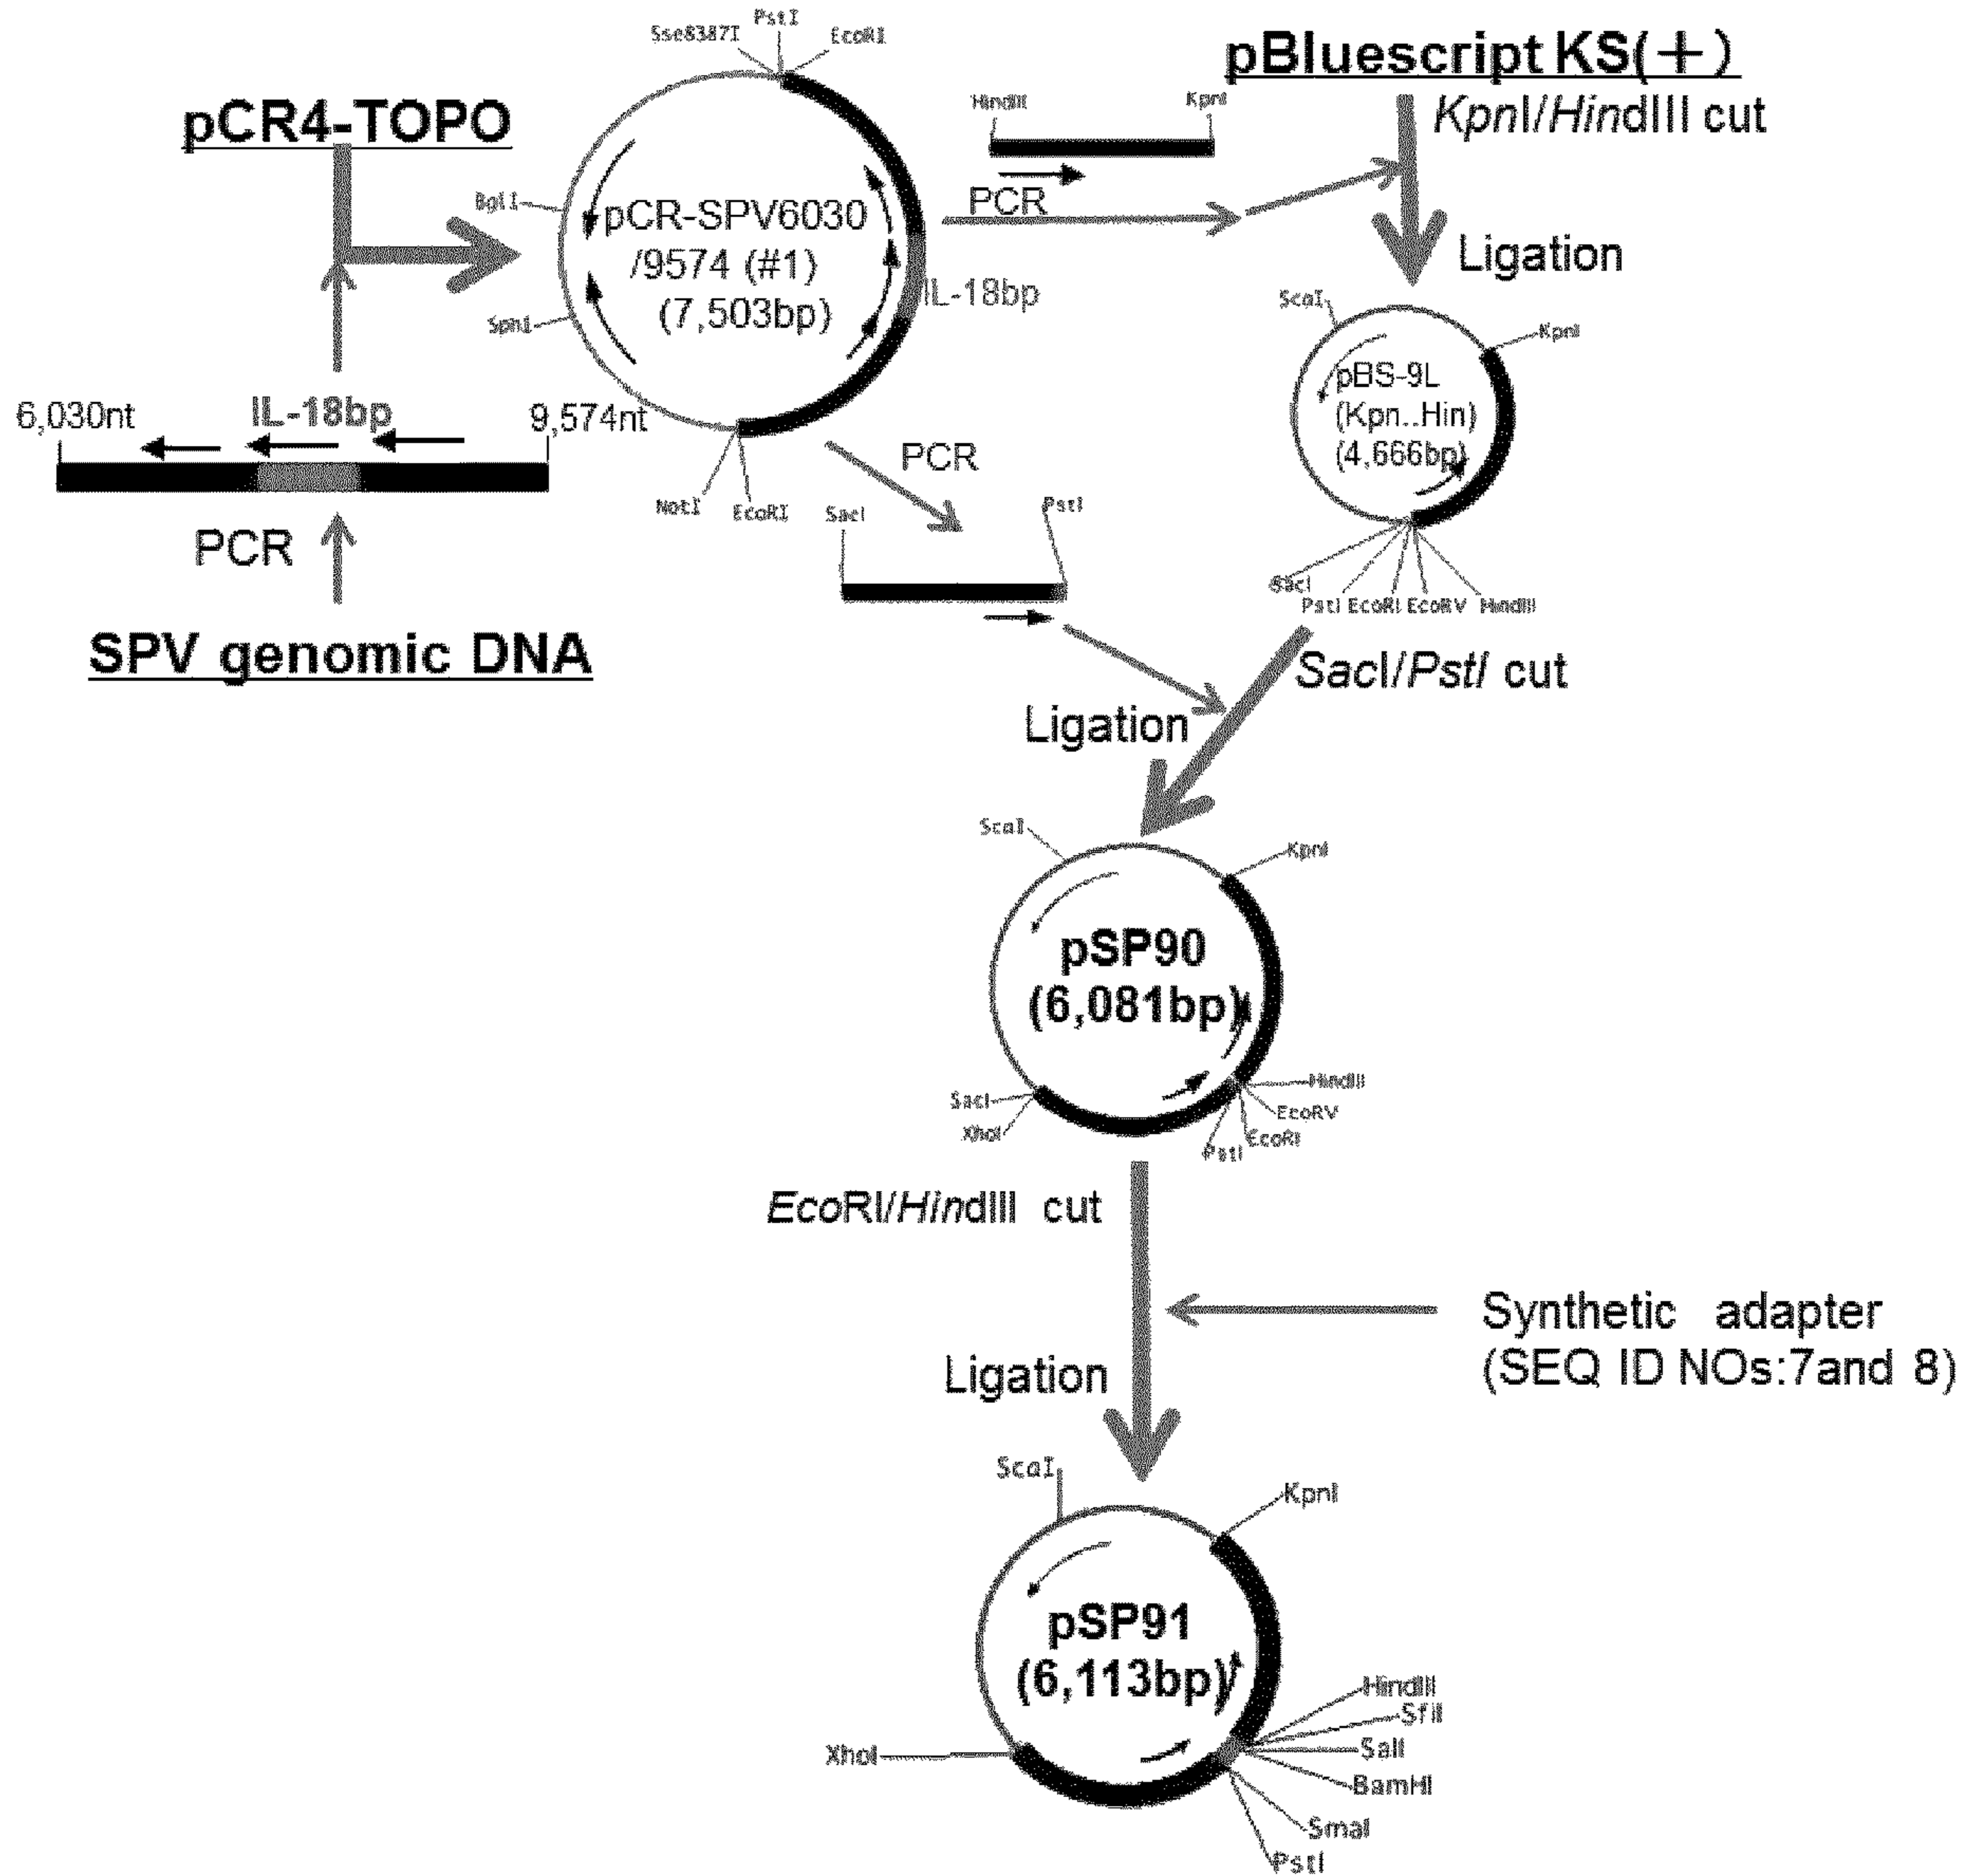 Sse8387I
PstI
EcoRI
pBluescript KS(+)
KpnI/HindIII cut
pCR4-TOPO
HindIII
KpnI
BglI
pCR-SPV6030
/9574 (#1)
(7,503bp)
PCR
Ligation
IL-18bp
SpnI
ScaI
KpnI
pBS-9L
(Kpn..Hin)
(4,666bp)
6,030nt
IL-18bp
9,574nt
PCR
NotI
EcoRI
SacI
PstI
PCR
SPV genomic DNA
SacI
PstI
EcoRI
EcoRV
HindIII
SacI/PstI cut
Ligation
ScaI
KpnI
pSP90
(6,081bp)
SacI
XhoI
HindIII
EcoRV
EcoRI
PstI
EcoRI/HindIII cut
Synthetic adapter
(SEQ ID NOs:7and 8)
Ligation
ScaI
KpnI
pSP91
(6,113bp)
XhoI
HindIII
SfiI
SalI
BamHI
SmaI
PstI